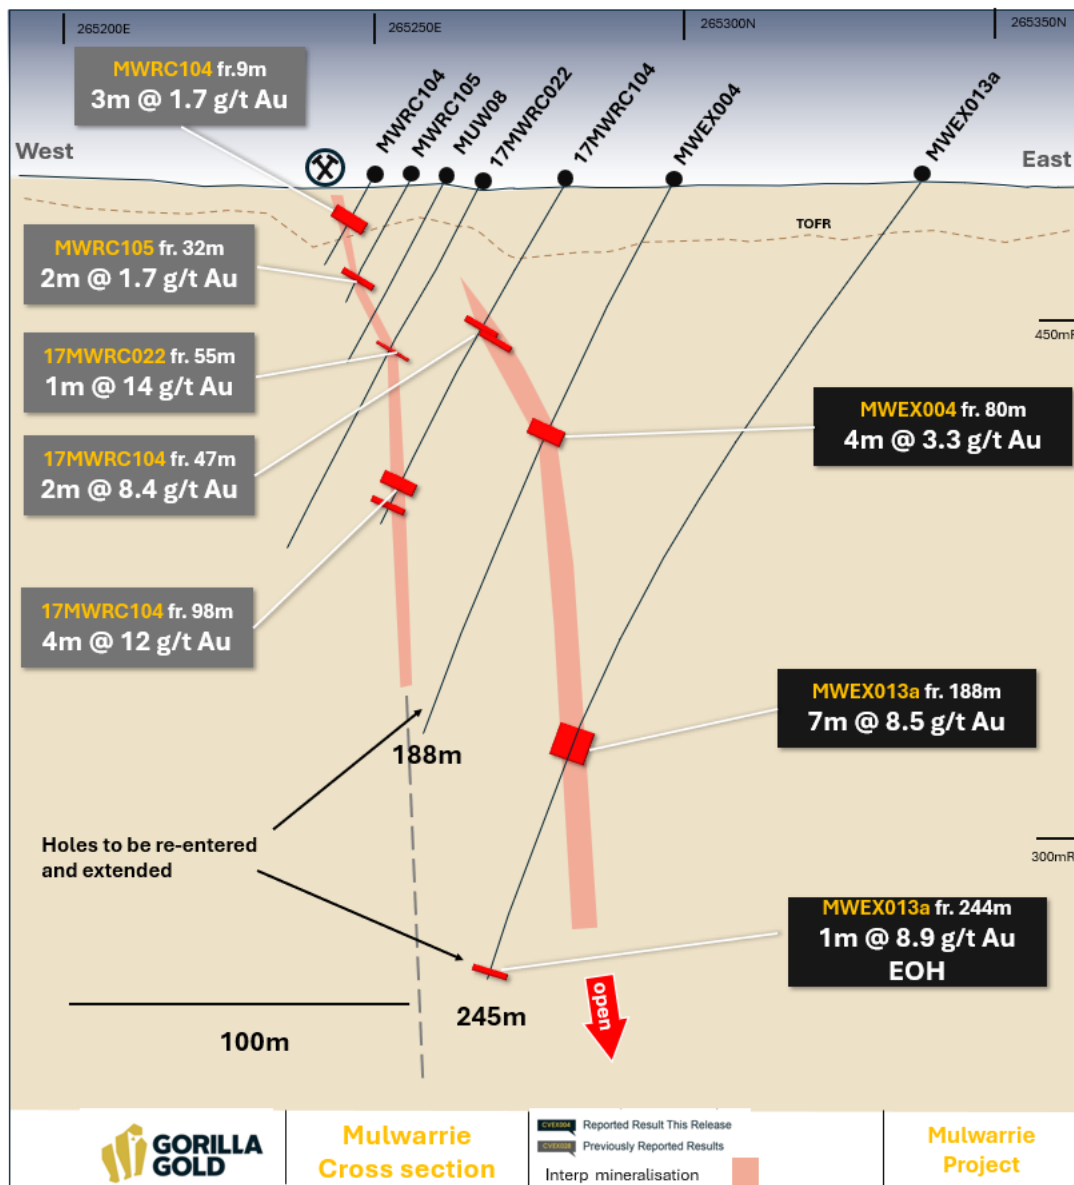 265200E
265250E
265300N
265350N
MWRC104 fr.9m
3m @ 1.7 g/t Au
MWRC104
MWRC105
MUW08
17MWRC022
17MWRC104
MWEX004
MWEX013a
West
East
TOFR
MWRC105 fr. 32m
2m @ 1.7 g/t Au
450mR
17MWRC022 fr. 55m
1m @ 14 g/t Au
MWEX004 fr. 80m
4m @ 3.3 g/t Au
17MWRC104 fr. 47m
2m @ 8.4 g/t Au
17MWRC104 fr. 98m
4m @ 12 g/t Au
MWEX013a fr. 188m
7m @ 8.5 g/t Au
188m
Holes to be re-entered
and extended
300mR
MWEX013a fr. 244m
1m @ 8.9 g/t Au
EOH
open
245m
100m
GORILLA
GOLD
Mulwarrie
Cross section
CVEX004 Reported Result This Release
CVEX028 Previously Reported Results
Interp mineralisation
Mulwarrie
Project